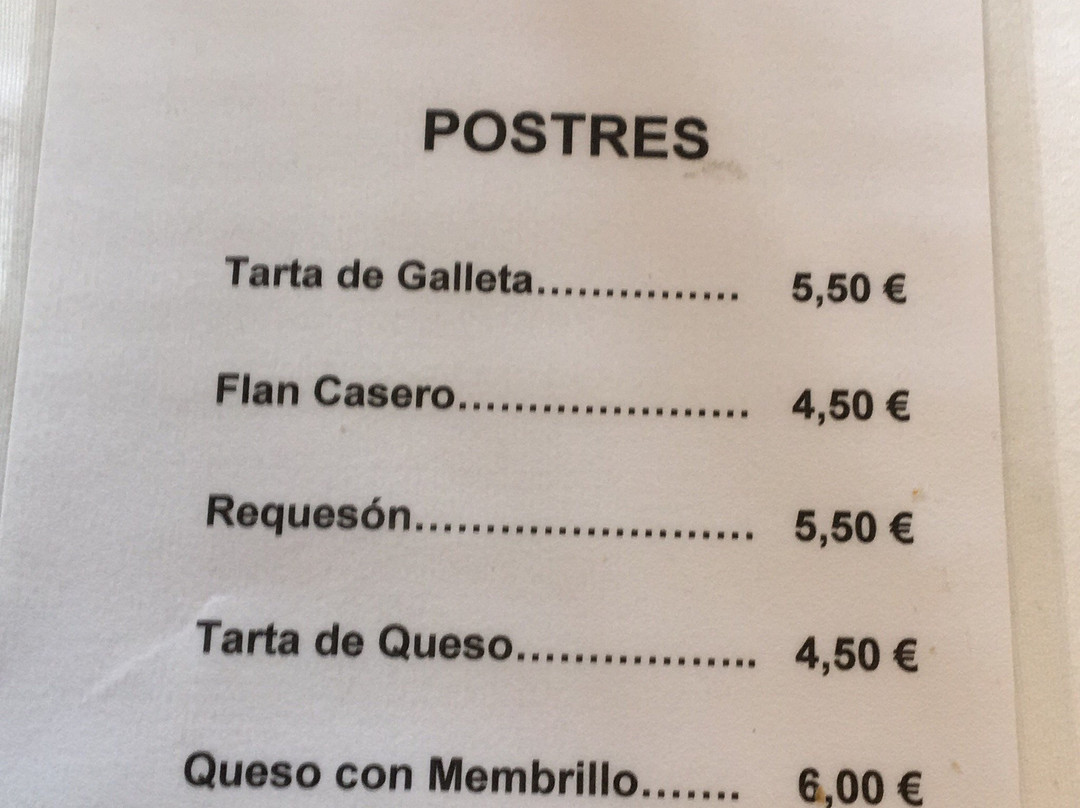 POSTRES
Tarta de Galleta............... 5,50 €
Flan Casero..................... 4,50 €
Requesón........................ 5,50 €
Tarta de Queso................. 4,50 €
Queso con Membrillo....... 6,00 €